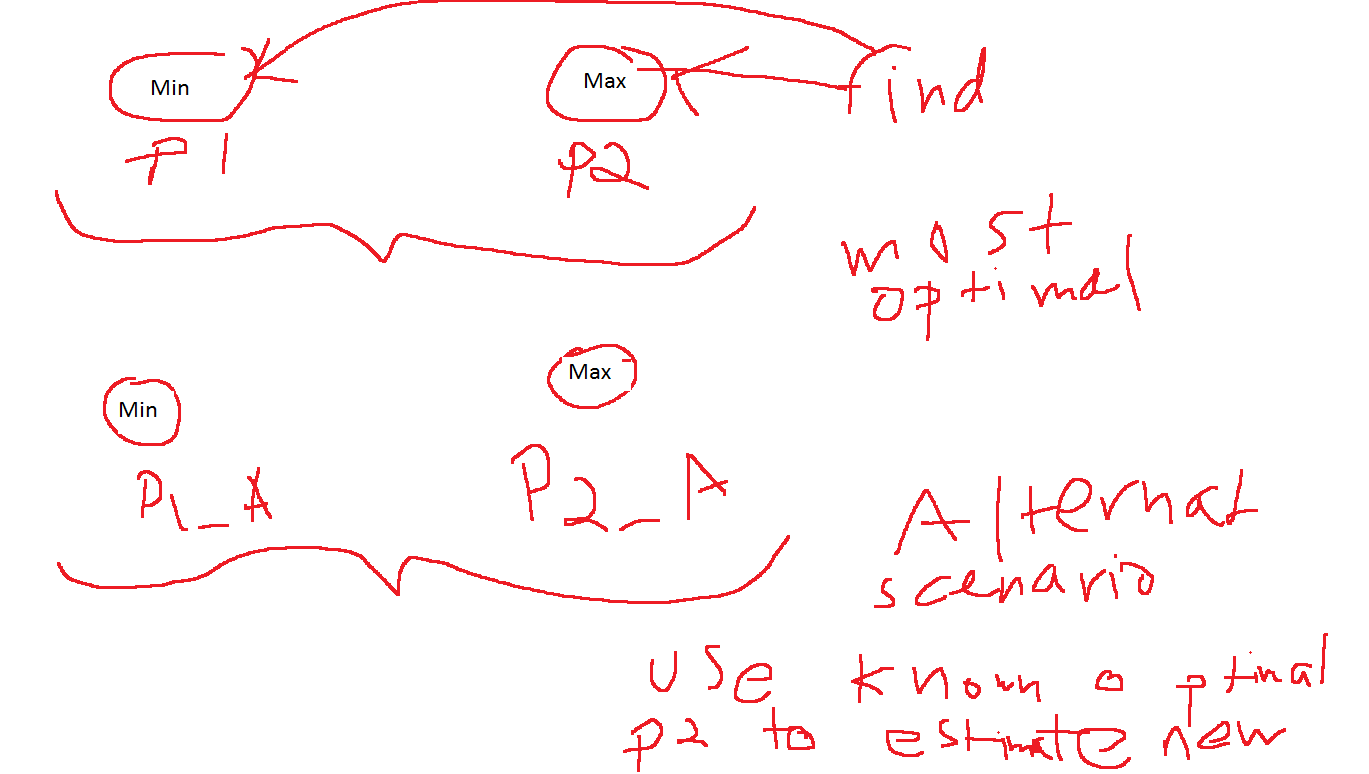 Min Max find
P1 P2
most
optimal
Min Max
P1_A P2_A
Alternat
scenario
use known optimal
p2 to estimate new